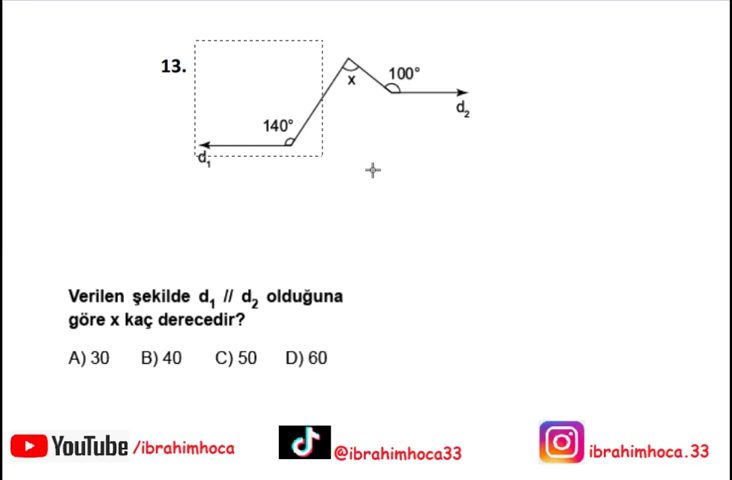 13.
140°
x
100°
d₁
d₂
Verilen şekilde d₁ // d₂ olduğuna
göre x kaç derecedir?
A) 30 B) 40 C) 50 D) 60
YouTube /ibrahimhoca
@ibrahimhoca33
ibrahimhoca.33